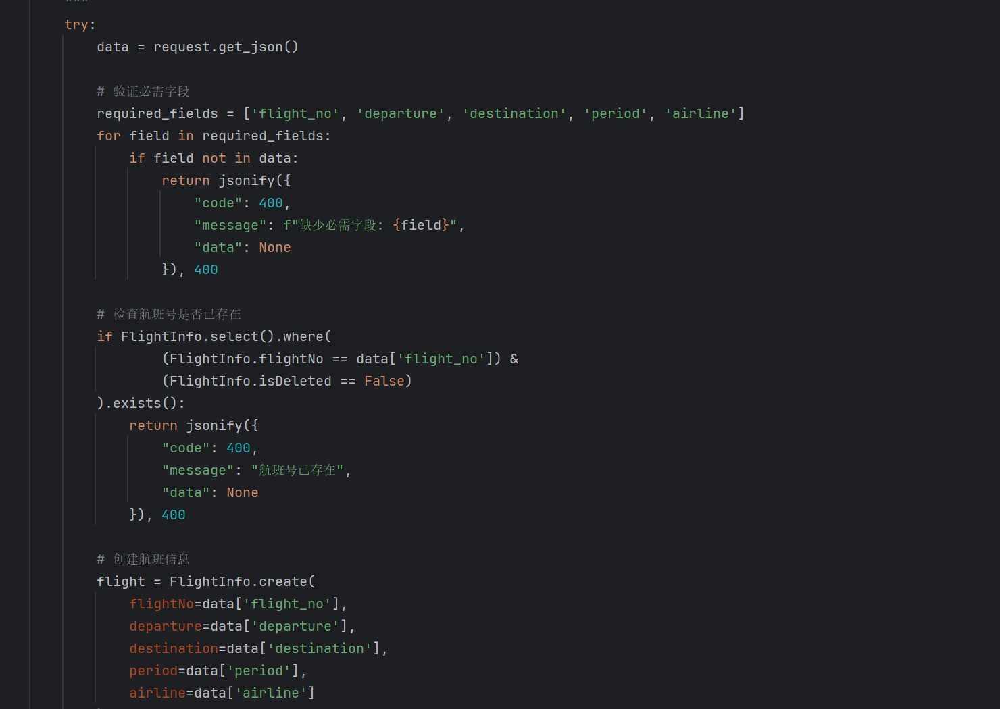 """
try:
data = request.get_json()
# 验证必需字段
required_fields = ['flight_no', 'departure', 'destination', 'period', 'airline']
for field in required_fields:
if field not in data:
return jsonify({
"code": 400,
"message": f"缺少必需字段: {field}",
"data": None
}), 400
# 检查航班号是否已存在
if FlightInfo.select().where(
(FlightInfo.flightNo == data['flight_no']) &
(FlightInfo.isDeleted == False)
).exists():
return jsonify({
"code": 400,
"message": "航班号已存在",
"data": None
}), 400
# 创建航班信息
flight = FlightInfo.create(
flightNo=data['flight_no'],
departure=data['departure'],
destination=data['destination'],
period=data['period'],
airline=data['airline']